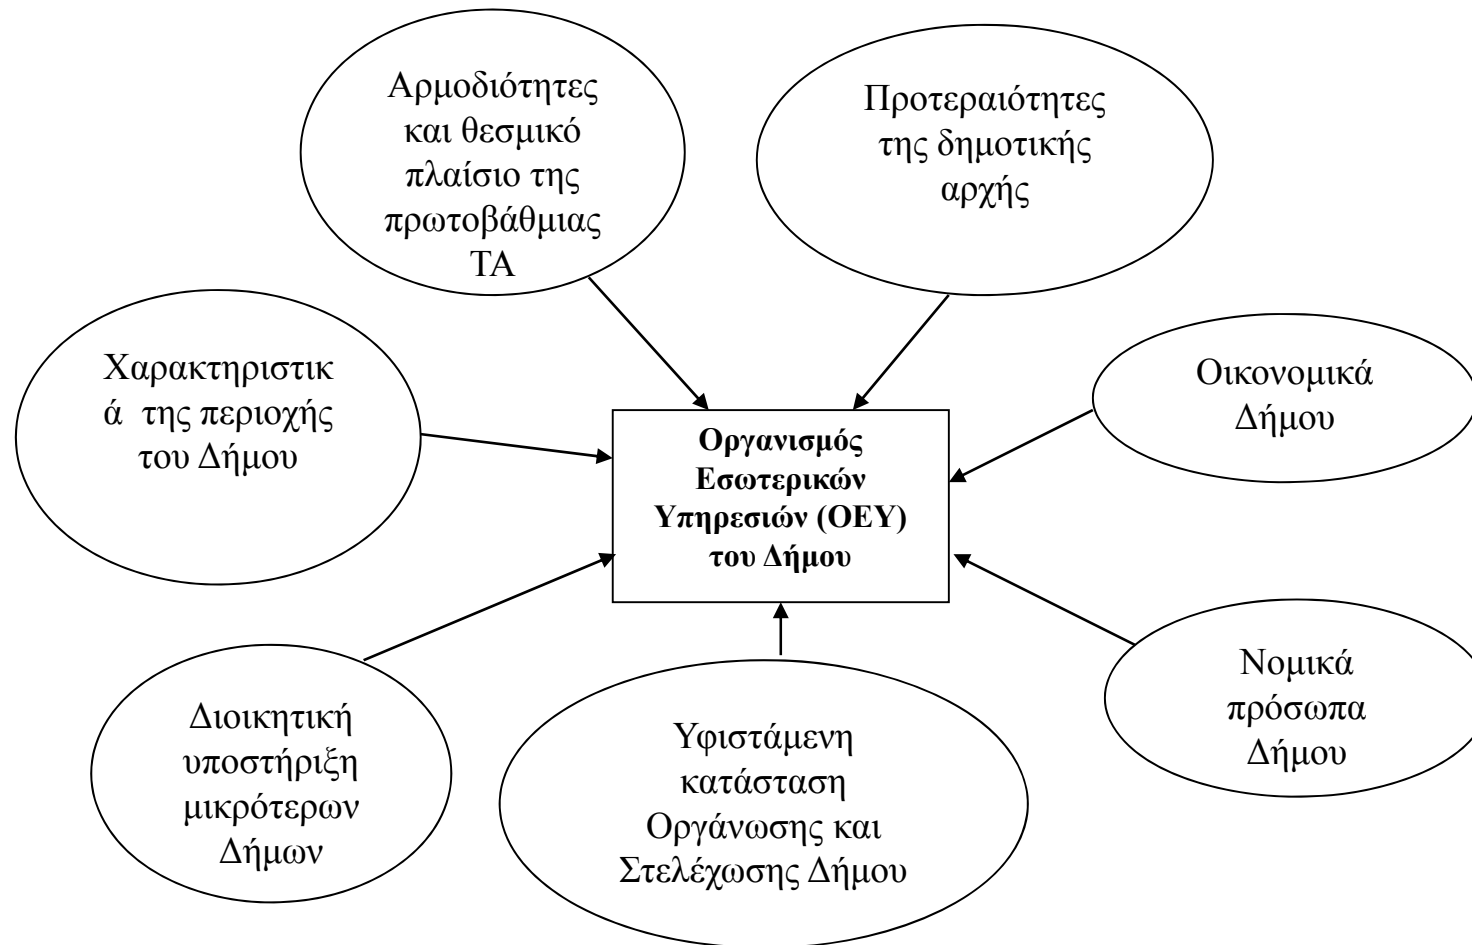 Αρμοδιότητες
και θεσμικό
πλαίσιο της
πρωτοβάθμιας
ΤΑ
Προτεραιότητες
της δημοτικής
αρχής
Χαρακτηριστικ
ά της περιοχής
του Δήμου
Οικονομικά
Δήμου
Οργανισμός
Εσωτερικών
Υπηρεσιών (ΟΕΥ)
του Δήμου
Διοικητική
υποστήριξη
μικρότερων
Δήμων
Υφιστάμενη
κατάσταση
Οργάνωσης και
Στελέχωσης Δήμου
Νομικά
πρόσωπα
Δήμου